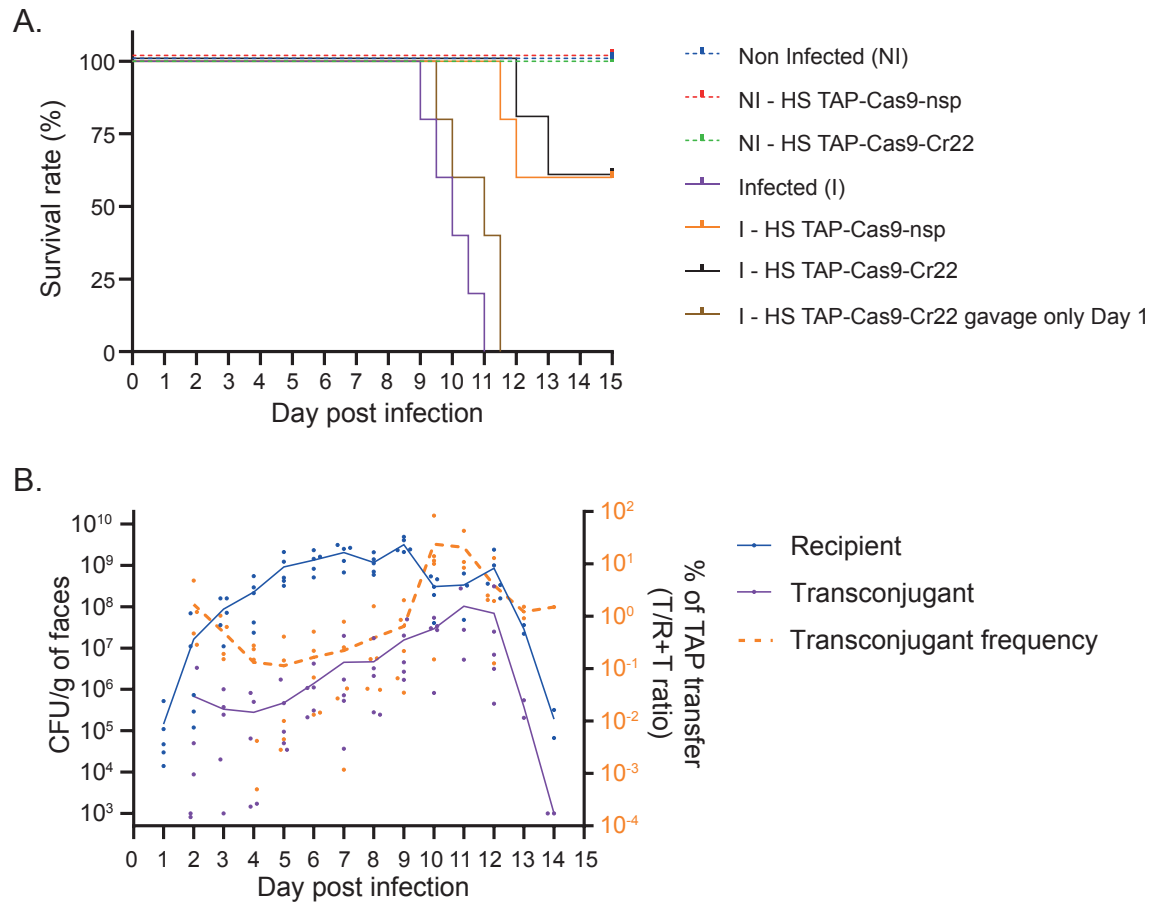 A.
Survival rate (%)
100
75
50
25
0
0 1 2 3 4 5 6 7 8 9 10 11 12 13 14 15
Day post infection
Non Infected (NI)
NI - HS TAP-Cas9-nsp
NI - HS TAP-Cas9-Cr22
Infected (I)
I - HS TAP-Cas9-nsp
I - HS TAP-Cas9-Cr22
I - HS TAP-Cas9-Cr22 gavage only Day 1
B.
CFU/g of faces
10¹⁰
10⁹
10⁸
10⁷
10⁶
10⁵
10⁴
10³
0 1 2 3 4 5 6 7 8 9 10 11 12 13 14 15
Day post infection
10²
10¹
10⁰
10⁻¹
10⁻²
10⁻³
10⁻⁴
% of TAP transfer
(T/R+T ratio)
Recipient
Transconjugant
Transconjugant frequency